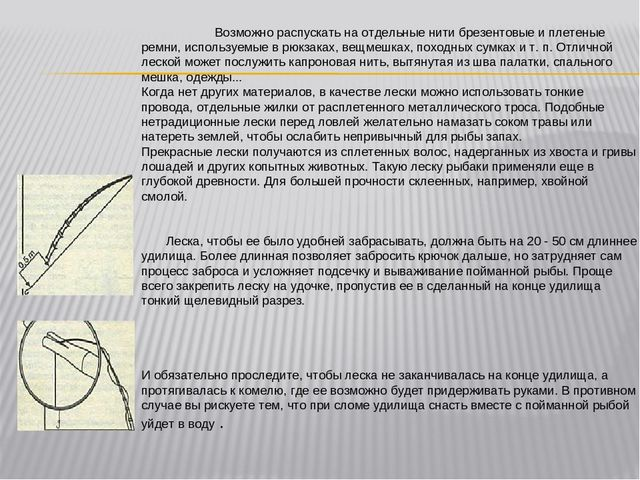 Возможно распускать на отдельные нити брезентовые и плетеные
ремни, используемые в рюкзаках, вещмешках, походных сумках и т. п. Отличной
леской может послужить капроновая нить, вытянутая из шва палатки, спального
мешка, одежды...
Когда нет других материалов, в качестве лески можно использовать тонкие
провода, отдельные жилки от расплетенного металлического троса. Подобные
нетрадиционные лески перед ловлей желательно намазать соком травы или
натереть землей, чтобы ослабить непривычный для рыбы запах.
Прекрасные лески получаются из сплетенных волос, надерганных из хвоста и гривы
лошадей и других копытных животных. Такую леску рыбаки применяли еще в
глубокой древности. Для большей прочности склеенных, например, хвойной
смолой.
0,5 m
Леска, чтобы ее было удобней забрасывать, должна быть на 20 - 50 см длиннее
удилища. Более длинная позволяет забросить крючок дальше, но затрудняет сам
процесс заброса и усложняет подсечку и вываживание пойманной рыбы. Проще
всего закрепить леску на удочке, пропустив ее в сделанный на конце удилища
тонкий щелевидный разрез.
И обязательно проследите, чтобы леска не заканчивалась на конце удилища, а
протягивалась к комелю, где ее возможно будет придерживать руками. В противном
случае вы рискуете тем, что при сломе удилища снасть вместе с пойманной рыбой
уйдет в воду .